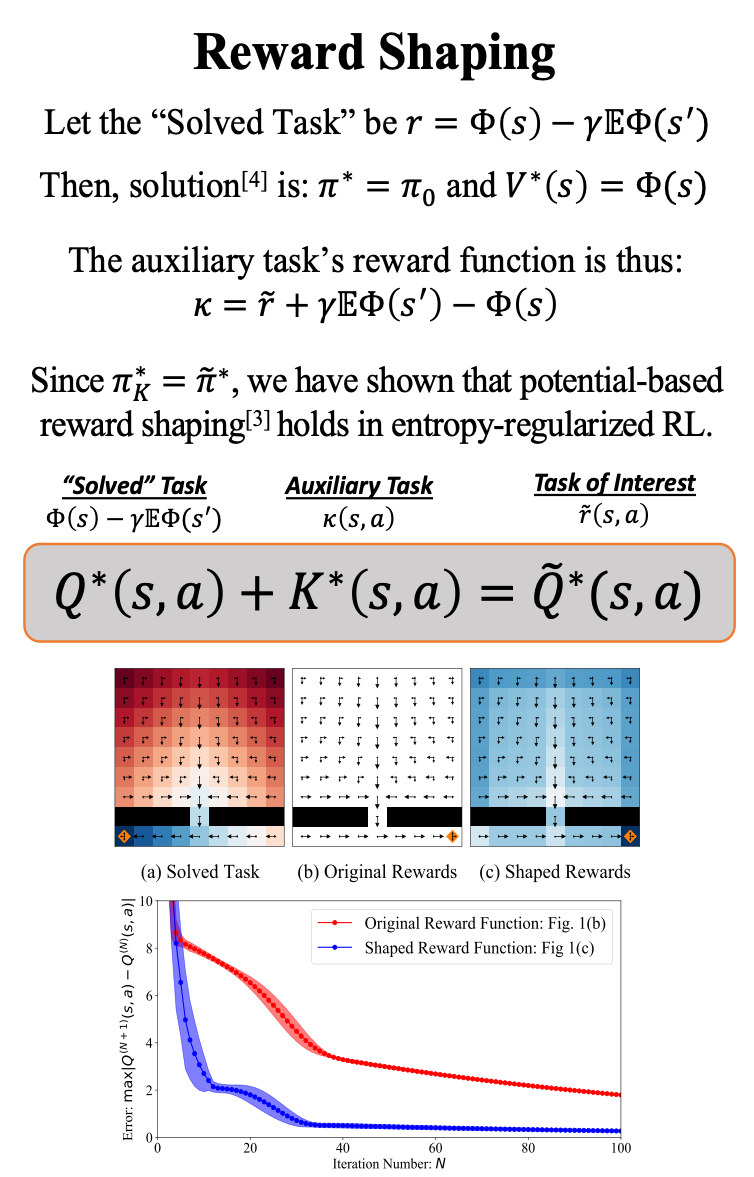 Reward Shaping
Let the “Solved Task” be r = Φ(s) − γ𝔼Φ(s′)
Then, solution[4] is: π* = π₀ and V*(s) = Φ(s)
The auxiliary task’s reward function is thus:
κ = r̃ + γ𝔼Φ(s′) − Φ(s)
Since π*_K = π̃*, we have shown that potential-based
reward shaping[3] holds in entropy-regularized RL.
“Solved” Task Auxiliary Task Task of Interest
Φ(s) − γ𝔼Φ(s′) κ(s, a) r̃(s, a)
Q*(s, a) + K*(s, a) = Q̃*(s, a)
(a) Solved Task (b) Original Rewards (c) Shaped Rewards
Error: max|Q⁽ᴺ⁺¹⁾(s, a) − Q⁽ᴺ⁾(s, a)|
10
8
6
4
2
0
Original Reward Function: Fig. 1(b)
Shaped Reward Function: Fig 1(c)
0 20 40 60 80 100
Iteration Number: N